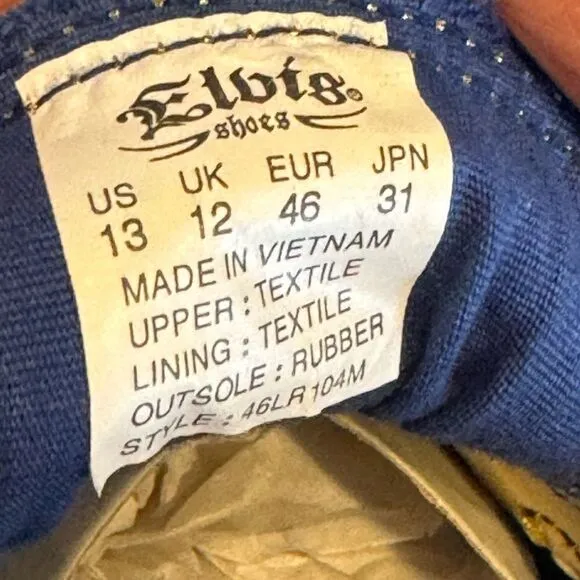 Elvis®
shoes
US UK EUR JPN
13 12 46 31
MADE IN VIETNAM
UPPER : TEXTILE
LINING : TEXTILE
OUTSOLE : RUBBER
STYLE : 46LR104M